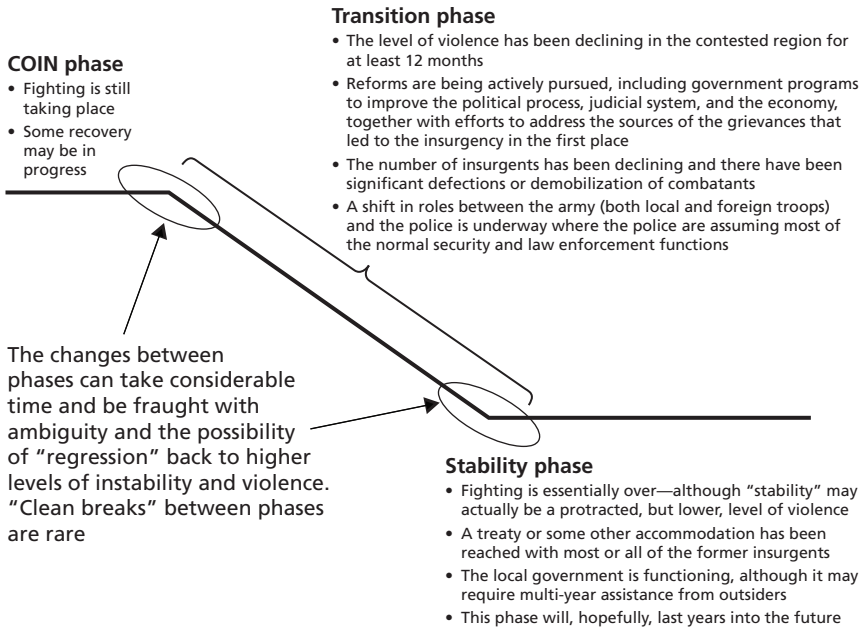 COIN phase
• Fighting is still
taking place
• Some recovery
may be in
progress
Transition phase
• The level of violence has been declining in the contested region for
at least 12 months
• Reforms are being actively pursued, including government programs
to improve the political process, judicial system, and the economy,
together with efforts to address the sources of the grievances that
led to the insurgency in the first place
• The number of insurgents has been declining and there have been
significant defections or demobilization of combatants
• A shift in roles between the army (both local and foreign troops)
and the police is underway where the police are assuming most of
the normal security and law enforcement functions
The changes between
phases can take considerable
time and be fraught with
ambiguity and the possibility
of “regression” back to higher
levels of instability and violence.
“Clean breaks” between phases
are rare
Stability phase
• Fighting is essentially over—although “stability” may
actually be a protracted, but lower, level of violence
• A treaty or some other accommodation has been
reached with most or all of the former insurgents
• The local government is functioning, although it may
require multi-year assistance from outsiders
• This phase will, hopefully, last years into the future